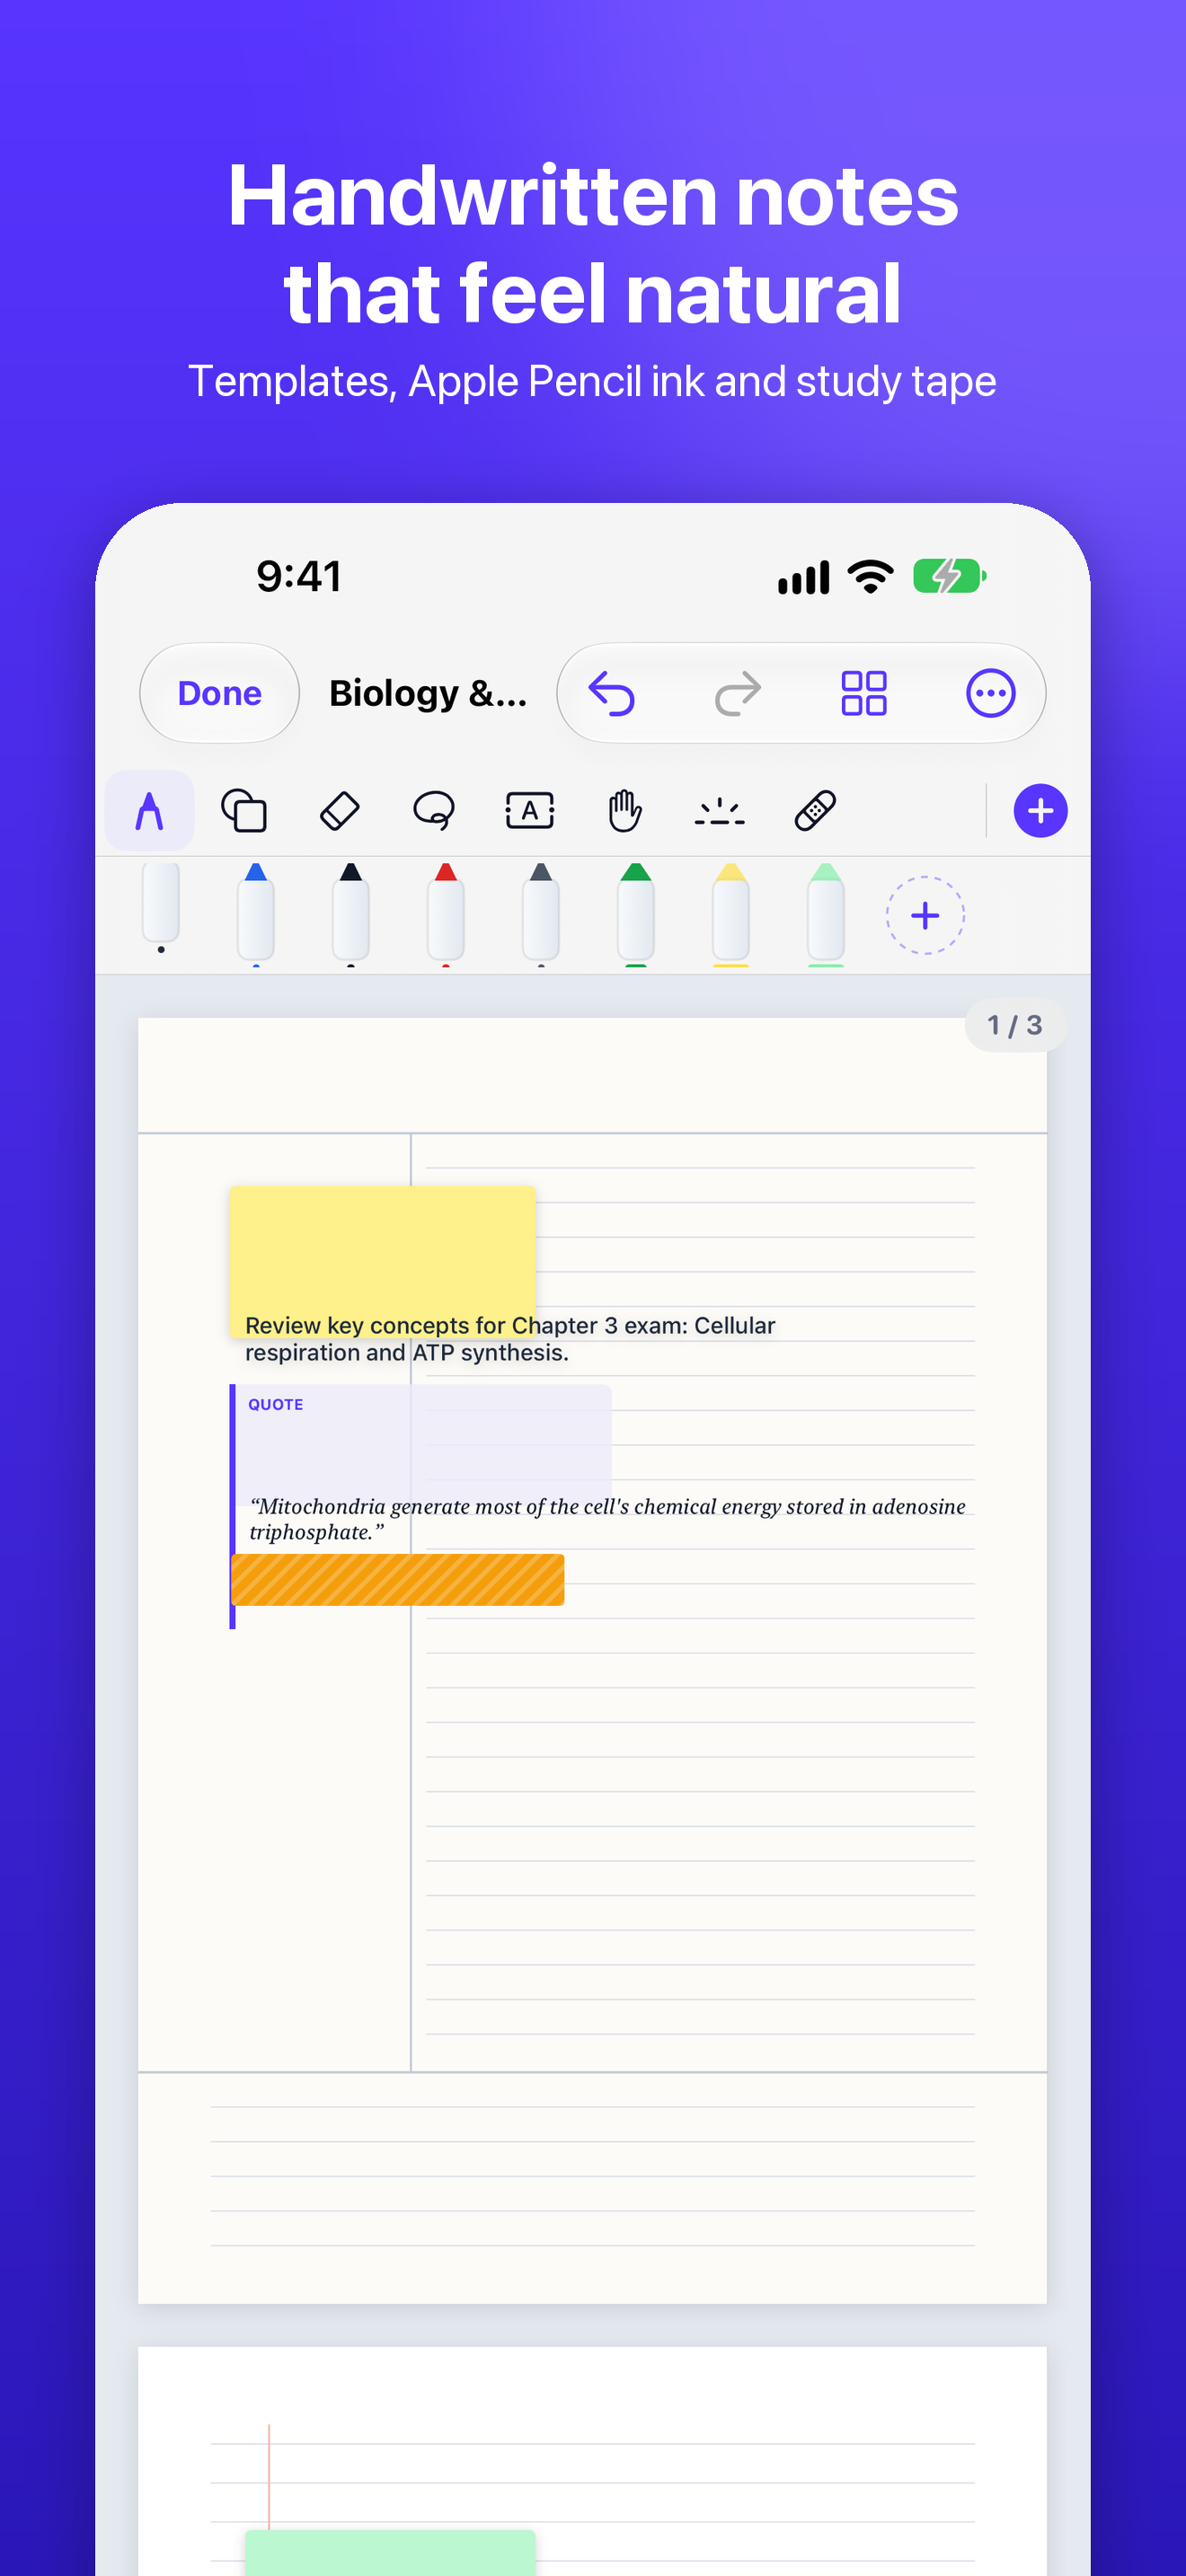 Handwritten notes
that feel natural
Templates, Apple Pencil ink and study tape
9:41
Done
Biology &...
A
1 / 3
Review key concepts for Chapter 3 exam: Cellular
respiration and ATP synthesis.
QUOTE
“Mitochondria generate most of the cell's chemical energy stored in adenosine
triphosphate.”